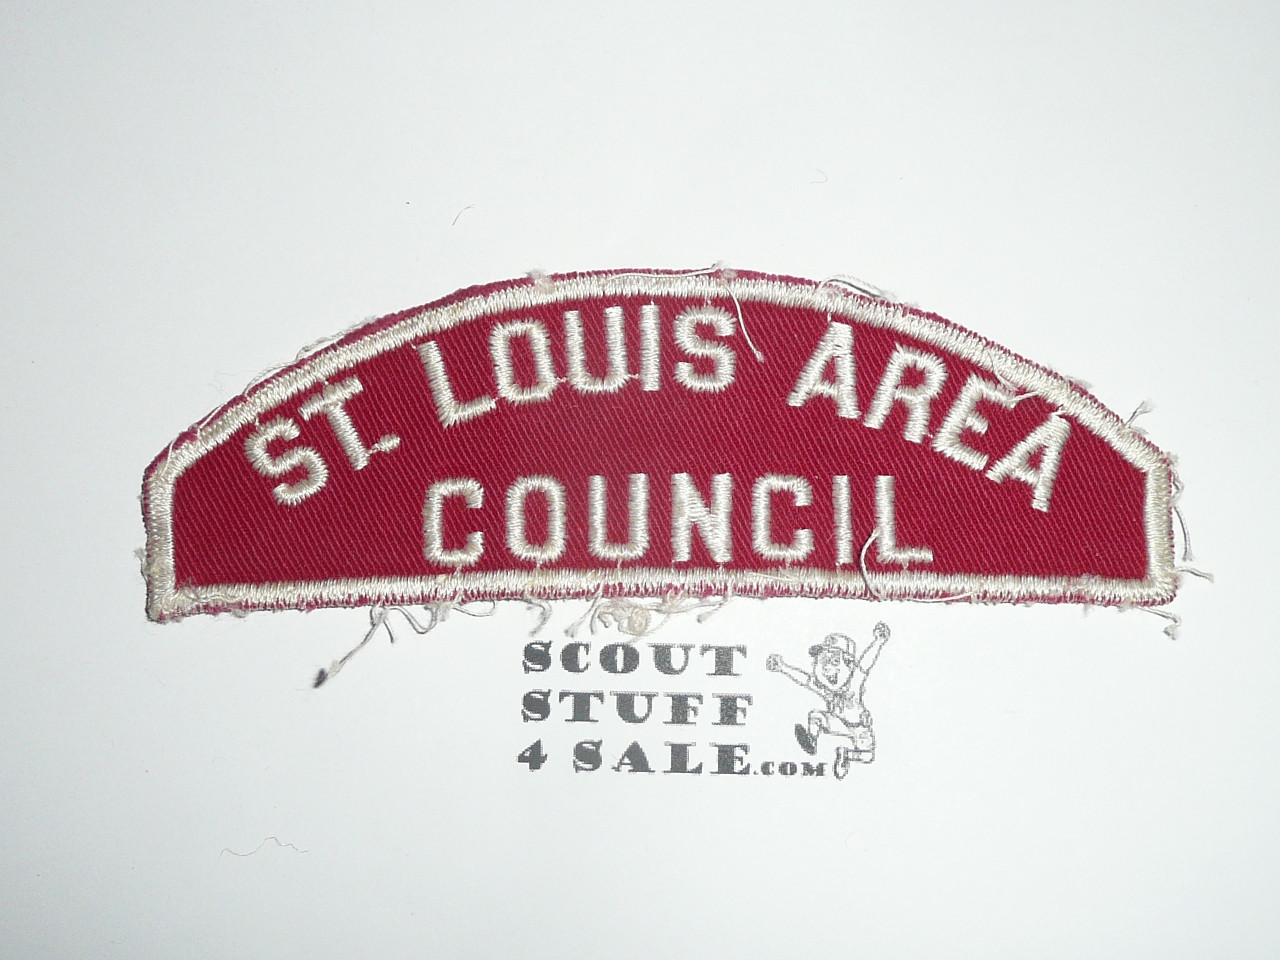 ST. LOUIS AREA
COUNCIL
SCOUT
STUFF
4 SALE.COM